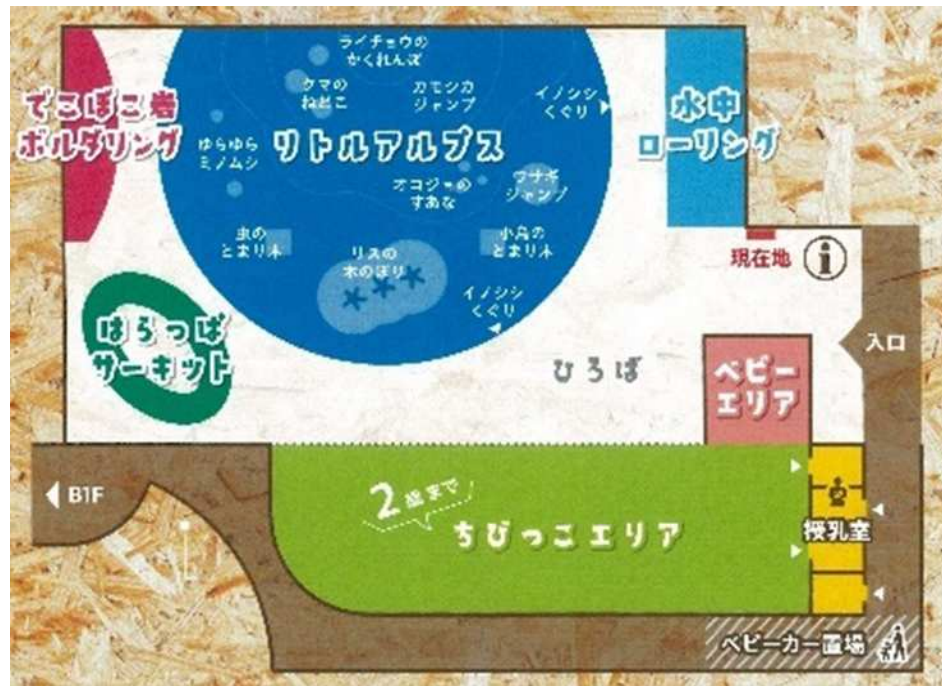 ライチョウの
かくれんぼ
クマの
ねどこ
カモシカ
ジャンプ
イノシシ
くぐり
でこぼこ岩
ボルダリング
水中
ローリング
ゆらゆら
ミノムシ
リトルアルプス
オコジョの
すあな
ウサギ
ジャンプ
虫の
とまり木
リスの
木のぼり
小鳥の
とまり木
現在地
i
イノシシ
くぐり
はらっぱ
サーキット
入口
ひろば
ベビー
エリア
B1F
2歳まで
ちびっこエリア
授乳室
ベビーカー置場